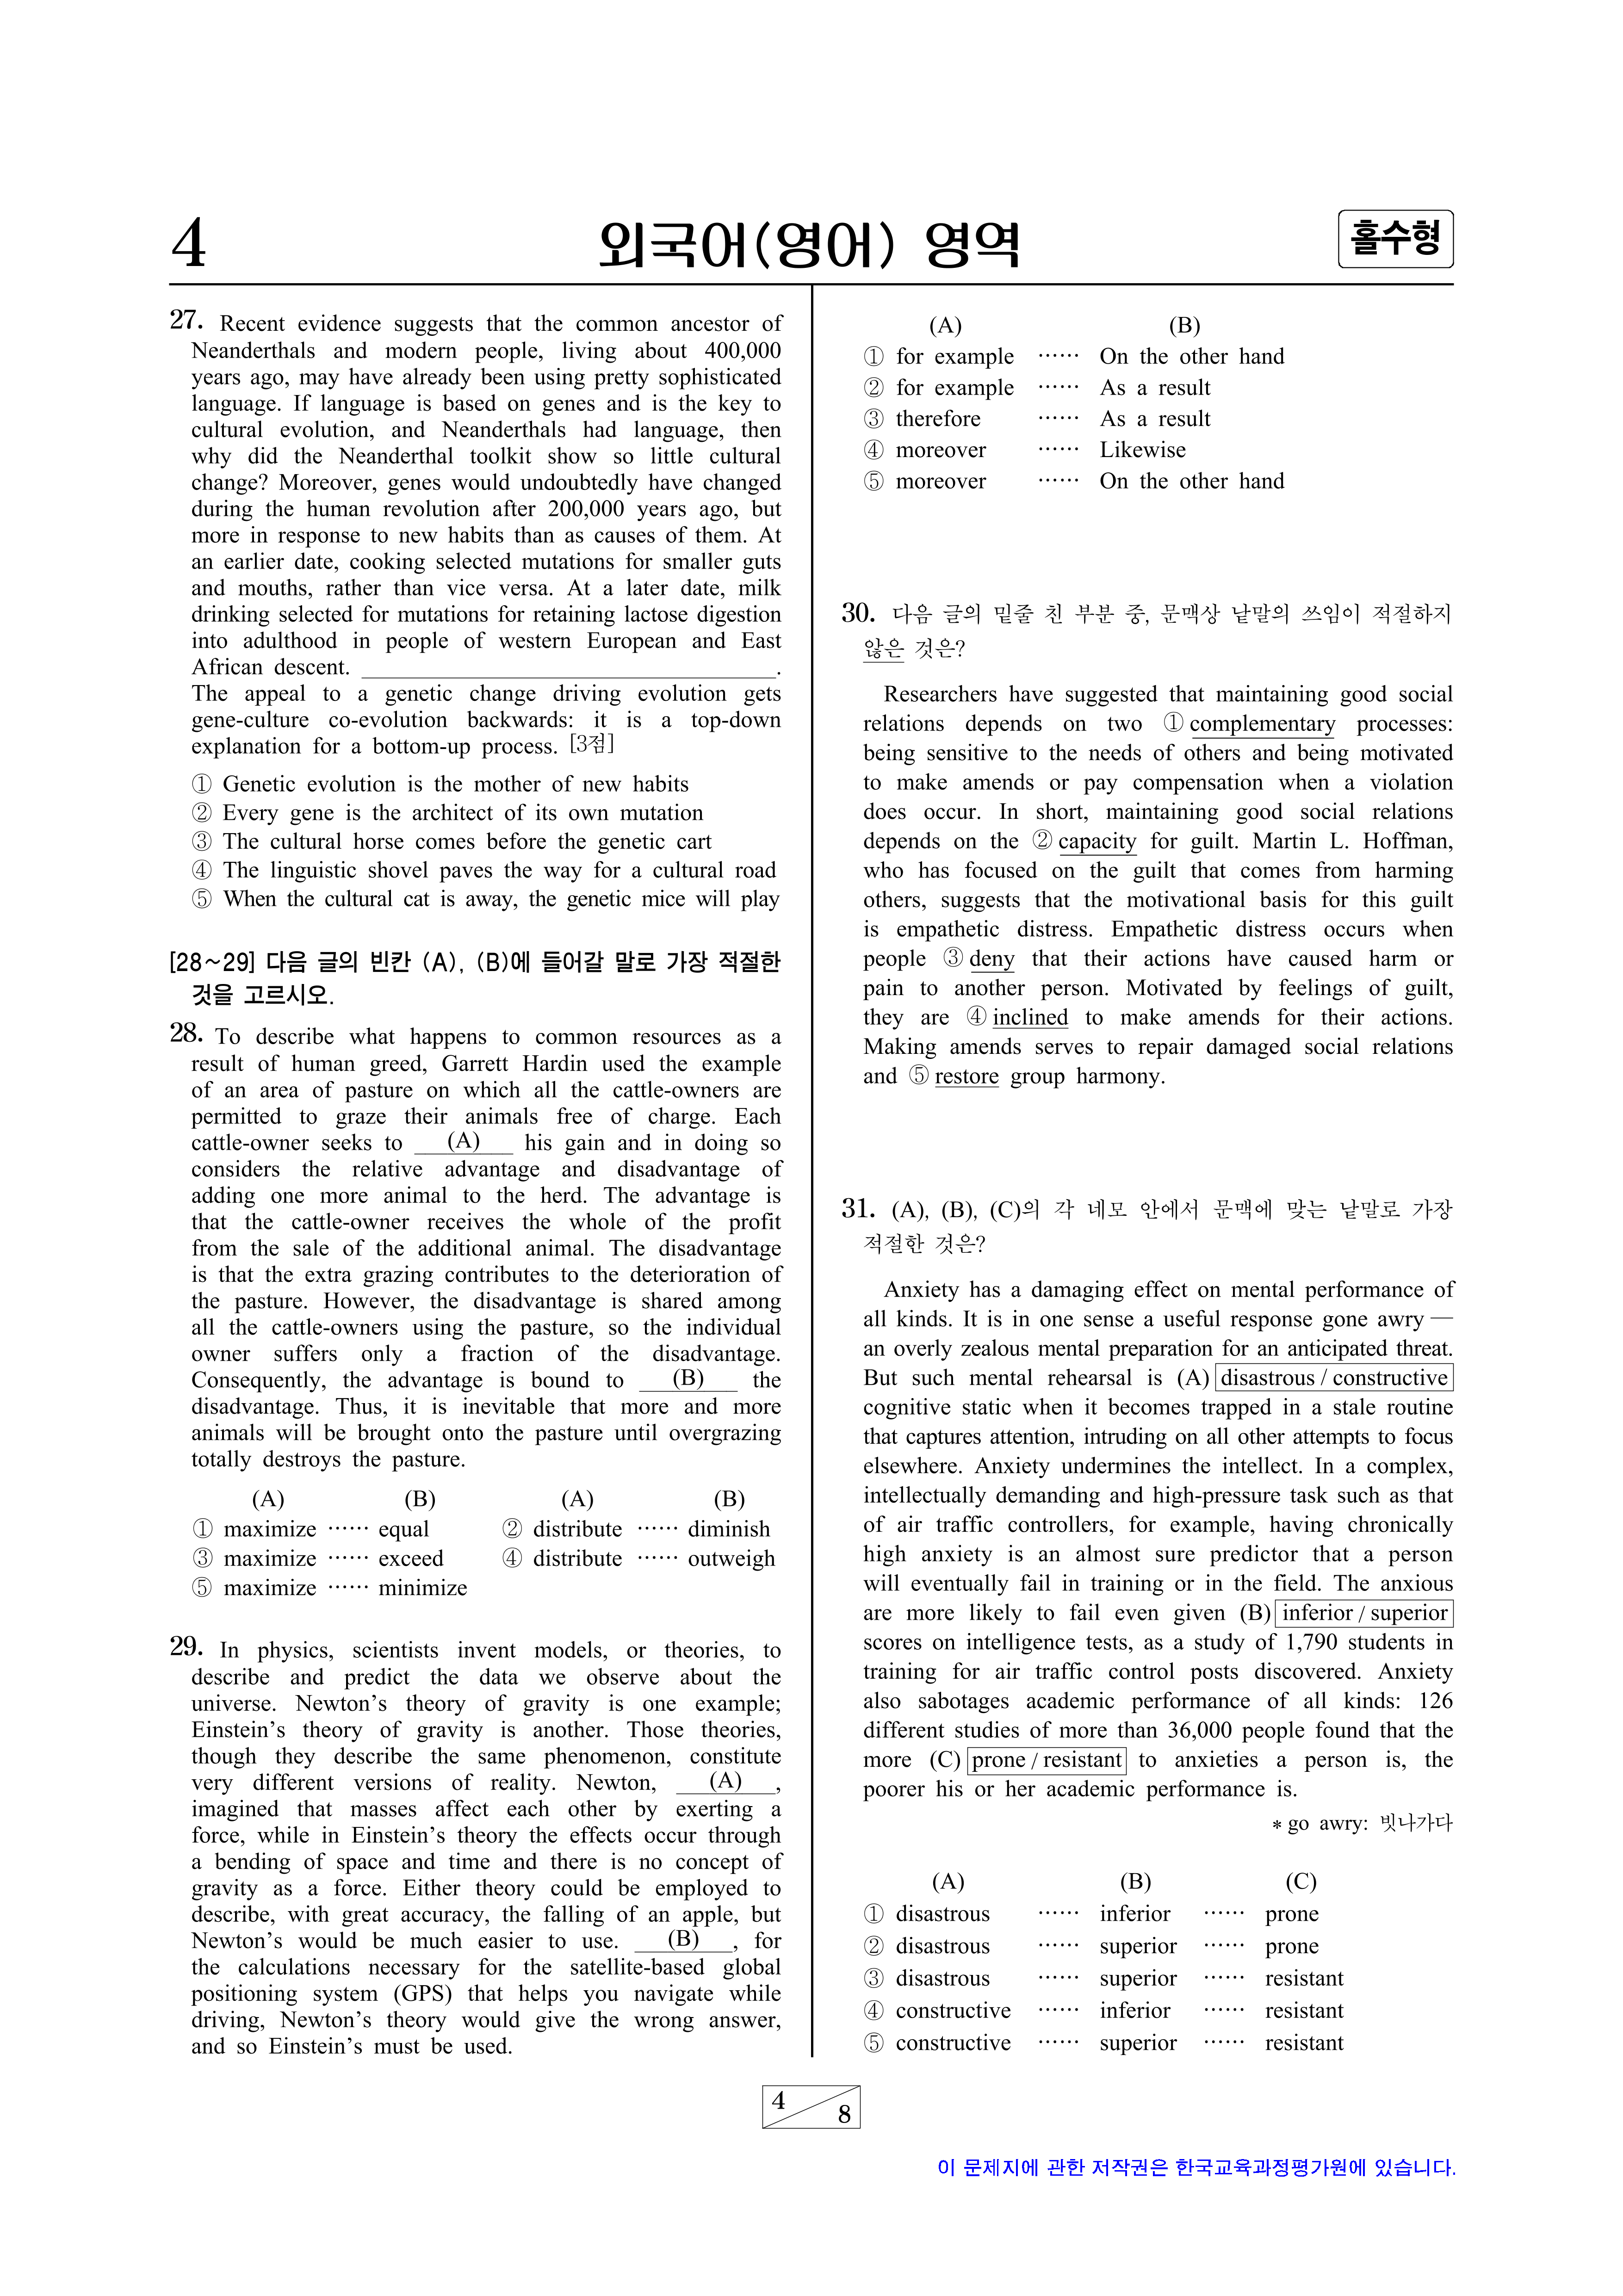 4
외국어(영어) 영역
홀수형
27. Recent evidence suggests that the common ancestor of
Neanderthals and modern people, living about 400,000
years ago, may have already been using pretty sophisticated
language. If language is based on genes and is the key to
cultural evolution, and Neanderthals had language, then
why did the Neanderthal toolkit show so little cultural
change? Moreover, genes would undoubtedly have changed
during the human revolution after 200,000 years ago, but
more in response to new habits than as causes of them. At
an earlier date, cooking selected mutations for smaller guts
and mouths, rather than vice versa. At a later date, milk
drinking selected for mutations for retaining lactose digestion
into adulthood in people of western European and East
African descent. ______________________________.
The appeal to a genetic change driving evolution gets
gene-culture co-evolution backwards: it is a top-down
explanation for a bottom-up process. [3점]
① Genetic evolution is the mother of new habits
② Every gene is the architect of its own mutation
③ The cultural horse comes before the genetic cart
④ The linguistic shovel paves the way for a cultural road
⑤ When the cultural cat is away, the genetic mice will play
[28~29] 다음 글의 빈칸 (A), (B)에 들어갈 말로 가장 적절한
것을 고르시오.
28. To describe what happens to common resources as a
result of human greed, Garrett Hardin used the example
of an area of pasture on which all the cattle-owners are
permitted to graze their animals free of charge. Each
cattle-owner seeks to ___(A)___ his gain and in doing so
considers the relative advantage and disadvantage of
adding one more animal to the herd. The advantage is
that the cattle-owner receives the whole of the profit
from the sale of the additional animal. The disadvantage
is that the extra grazing contributes to the deterioration of
the pasture. However, the disadvantage is shared among
all the cattle-owners using the pasture, so the individual
owner suffers only a fraction of the disadvantage.
Consequently, the advantage is bound to ___(B)___ the
disadvantage. Thus, it is inevitable that more and more
animals will be brought onto the pasture until overgrazing
totally destroys the pasture.
(A) (B) (A) (B)
① maximize …… equal ② distribute …… diminish
③ maximize …… exceed ④ distribute …… outweigh
⑤ maximize …… minimize
29. In physics, scientists invent models, or theories, to
describe and predict the data we observe about the
universe. Newton's theory of gravity is one example;
Einstein's theory of gravity is another. Those theories,
though they describe the same phenomenon, constitute
very different versions of reality. Newton, ___(A)___,
imagined that masses affect each other by exerting a
force, while in Einstein's theory the effects occur through
a bending of space and time and there is no concept of
gravity as a force. Either theory could be employed to
describe, with great accuracy, the falling of an apple, but
Newton's would be much easier to use. ___(B)___, for
the calculations necessary for the satellite-based global
positioning system (GPS) that helps you navigate while
driving, Newton's theory would give the wrong answer,
and so Einstein's must be used.
(A) (B)
① for example …… On the other hand
② for example …… As a result
③ therefore …… As a result
④ moreover …… Likewise
⑤ moreover …… On the other hand
30. 다음 글의 밑줄 친 부분 중, 문맥상 낱말의 쓰임이 적절하지
않은 것은?
Researchers have suggested that maintaining good social
relations depends on two ① complementary processes:
being sensitive to the needs of others and being motivated
to make amends or pay compensation when a violation
does occur. In short, maintaining good social relations
depends on the ② capacity for guilt. Martin L. Hoffman,
who has focused on the guilt that comes from harming
others, suggests that the motivational basis for this guilt
is empathetic distress. Empathetic distress occurs when
people ③ deny that their actions have caused harm or
pain to another person. Motivated by feelings of guilt,
they are ④ inclined to make amends for their actions.
Making amends serves to repair damaged social relations
and ⑤ restore group harmony.
31. (A), (B), (C)의 각 네모 안에서 문맥에 맞는 낱말로 가장
적절한 것은?
Anxiety has a damaging effect on mental performance of
all kinds. It is in one sense a useful response gone awry —
an overly zealous mental preparation for an anticipated threat.
But such mental rehearsal is (A) disastrous / constructive
cognitive static when it becomes trapped in a stale routine
that captures attention, intruding on all other attempts to focus
elsewhere. Anxiety undermines the intellect. In a complex,
intellectually demanding and high-pressure task such as that
of air traffic controllers, for example, having chronically
high anxiety is an almost sure predictor that a person
will eventually fail in training or in the field. The anxious
are more likely to fail even given (B) inferior / superior
scores on intelligence tests, as a study of 1,790 students in
training for air traffic control posts discovered. Anxiety
also sabotages academic performance of all kinds: 126
different studies of more than 36,000 people found that the
more (C) prone / resistant to anxieties a person is, the
poorer his or her academic performance is.
* go awry: 빗나가다
(A) (B) (C)
① disastrous …… inferior …… prone
② disastrous …… superior …… prone
③ disastrous …… superior …… resistant
④ constructive …… inferior …… resistant
⑤ constructive …… superior …… resistant
4
8
이 문제지에 관한 저작권은 한국교육과정평가원에 있습니다.